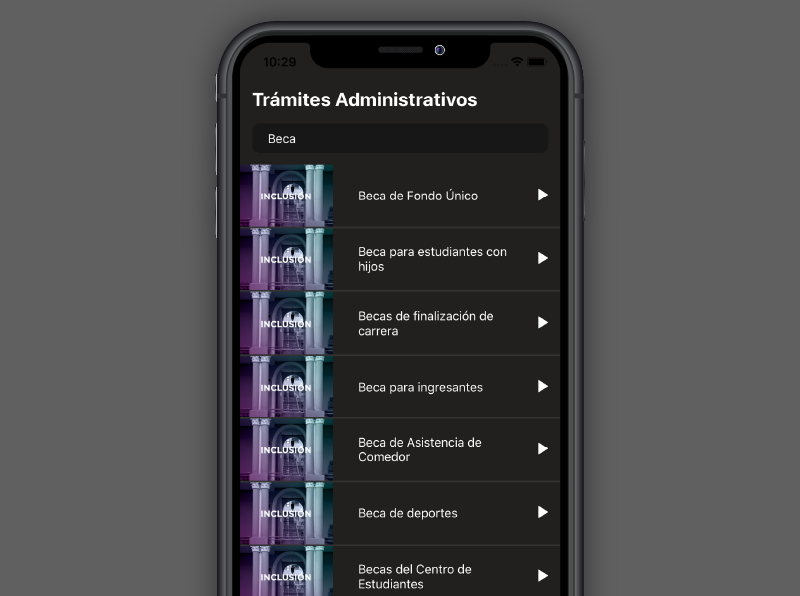 10:29
Trámites Administrativos
Beca
INCLUSIÓN
Beca de Fondo Único
INCLUSIÓN
Beca para estudiantes con
hijos
INCLUSIÓN
Becas de finalización de
carrera
INCLUSIÓN
Beca para ingresantes
INCLUSIÓN
Beca de Asistencia de
Comedor
INCLUSIÓN
Beca de deportes
INCLUSIÓN
Becas del Centro de
Estudiantes